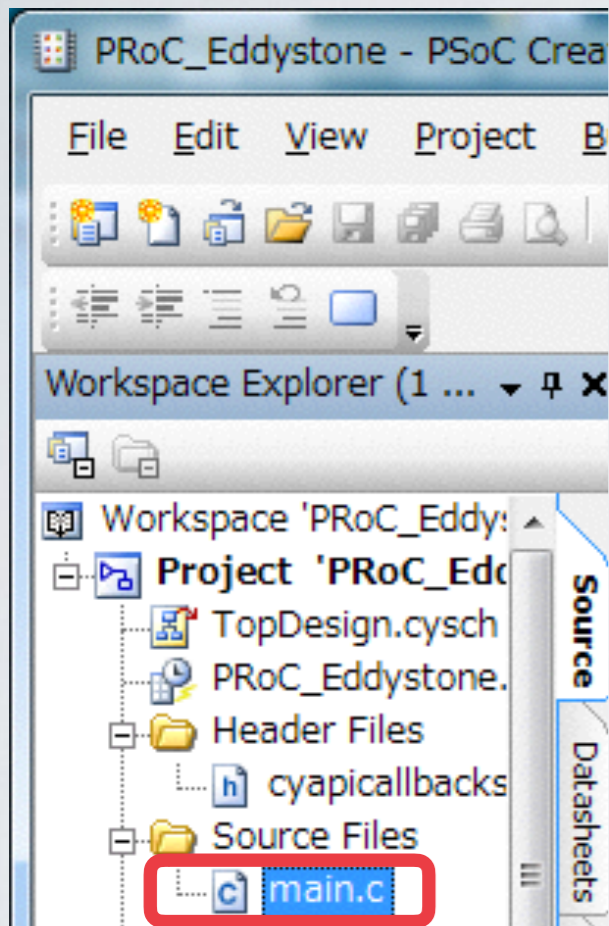 PRoC_Eddystone - PSoC Crea
File Edit View Project B
Workspace Explorer (1 ...
Workspace 'PRoC_Eddy
Project 'PRoC_Edd
TopDesign.cysch
PRoC_Eddystone.
Header Files
h cyapicallbacks
Source Files
c main.c
Source
Datasheets